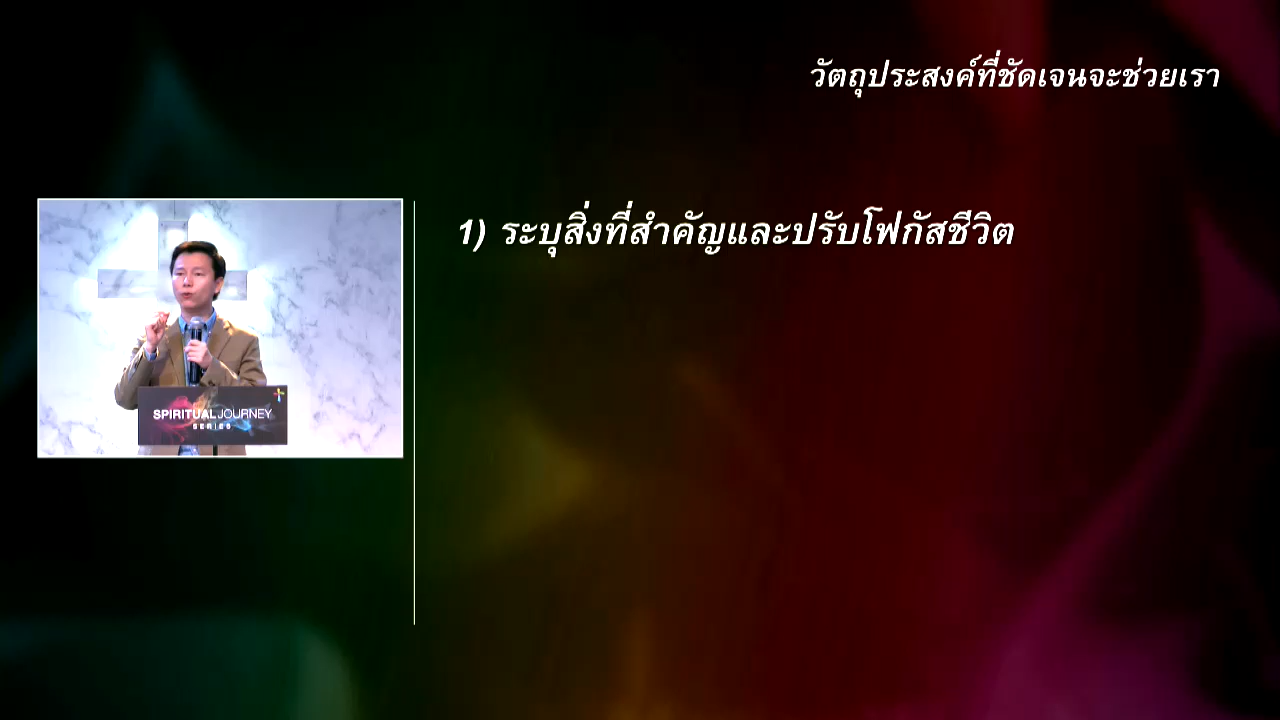 วัตถุประสงค์ที่ชัดเจนจะช่วยเรา
1) ระบุสิ่งที่สำคัญและปรับโฟกัสชีวิต
SPIRITUALJOURNEY
SERIES